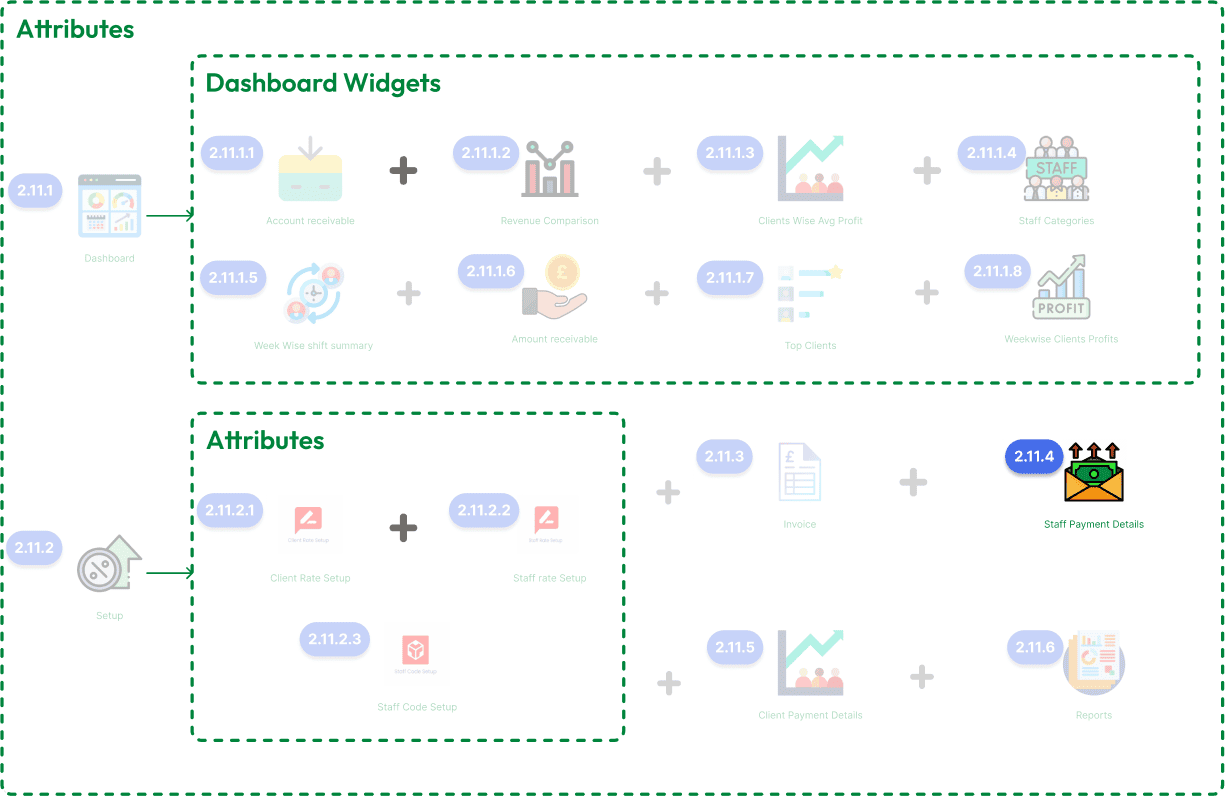 Attributes
Dashboard Widgets
2.11.1
Dashboard
2.11.1.1
Account receivable
2.11.1.2
Revenue Comparison
2.11.1.3
Clients Wise Avg Profit
2.11.1.4
STAFF
Staff Categories
2.11.1.5
Week Wise shift summary
2.11.1.6
£
Amount receivable
2.11.1.7
Top Clients
2.11.1.8
PROFIT
Weekwise Clients Profits
Attributes
2.11.2
Setup
2.11.2.1
Client Rate Setup
Client Rate Setup
2.11.2.2
Staff Rate Setup
Staff rate Setup
2.11.2.3
Staff Code Setup
Staff Code Setup
2.11.3
£
Invoice
2.11.4
Staff Payment Details
2.11.5
Client Payment Details
2.11.6
Reports